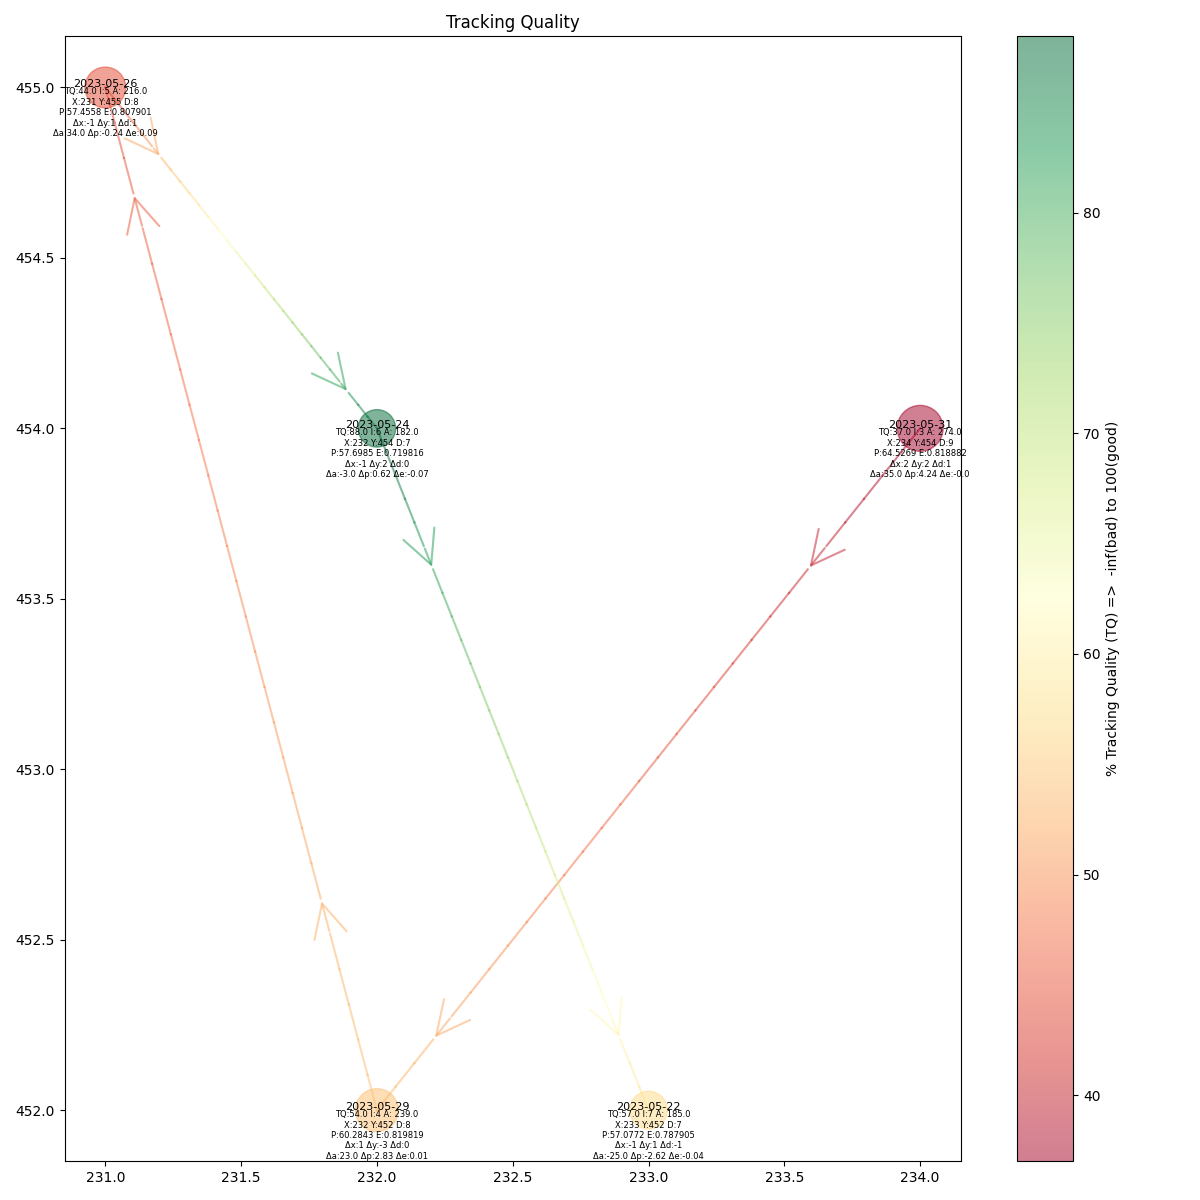 Tracking Quality
455.0
454.5
454.0
453.5
453.0
452.5
452.0
231.0
231.5
232.0
232.5
233.0
233.5
234.0
2023-05-26
TQ:44.0 I:5 A: 216.0
X:231 Y:455 D:8
P:57.4558 E:0.807901
Δx:-1 Δy:1 Δd:1
Δa:34.0 Δp:-0.24 Δe:0.09
2023-05-24
TQ:88.0 I:6 A: 182.0
X:232 Y:454 D:7
P:57.6985 E:0.719816
Δx:-1 Δy:2 Δd:0
Δa:-3.0 Δp:0.62 Δe:-0.07
2023-05-31
TQ:37.0 I:3 A: 274.0
X:234 Y:454 D:9
P:64.5269 E:0.818882
Δx:2 Δy:2 Δd:1
Δa:35.0 Δp:4.24 Δe:-0.0
2023-05-29
TQ:54.0 I:4 A: 239.0
X:232 Y:452 D:8
P:60.2843 E:0.819819
Δx:1 Δy:-3 Δd:0
Δa:23.0 Δp:2.83 Δe:0.01
2023-05-22
TQ:57.0 I:7 A: 185.0
X:233 Y:452 D:7
P:57.0772 E:0.787905
Δx:-1 Δy:1 Δd:-1
Δa:-25.0 Δp:-2.62 Δe:-0.04
80
70
60
50
40
% Tracking Quality (TQ) => -inf(bad) to 100(good)